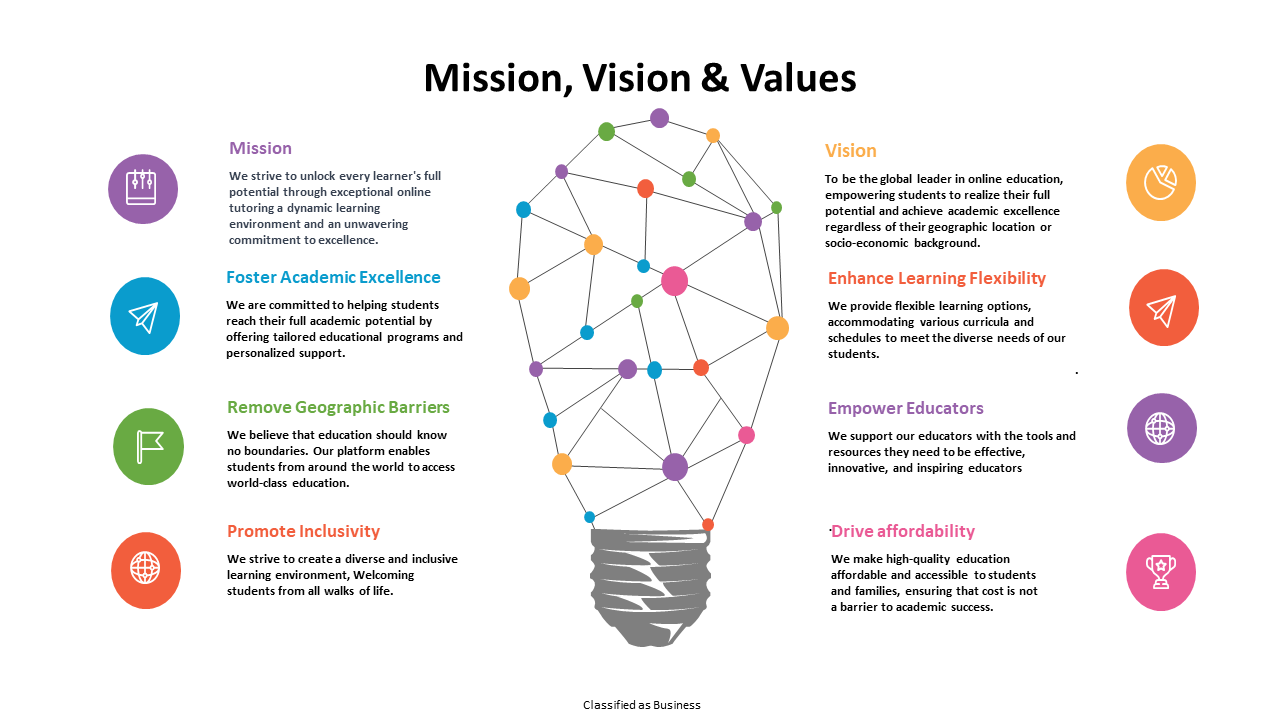 Mission, Vision & Values
Mission
We strive to unlock every learner's full
potential through exceptional online
tutoring a dynamic learning
environment and an unwavering
commitment to excellence.
Foster Academic Excellence
We are committed to helping students
reach their full academic potential by
offering tailored educational programs and
personalized support.
Remove Geographic Barriers
We believe that education should know
no boundaries. Our platform enables
students from around the world to access
world-class education.
Promote Inclusivity
We strive to create a diverse and inclusive
learning environment, Welcoming
students from all walks of life.
Vision
To be the global leader in online education,
empowering students to realize their full
potential and achieve academic excellence
regardless of their geographic location or
socio-economic background.
Enhance Learning Flexibility
We provide flexible learning options,
accommodating various curricula and
schedules to meet the diverse needs of our
students.
.
Empower Educators
We support our educators with the tools and
resources they need to be effective,
innovative, and inspiring educators
.Drive affordability
We make high-quality education
affordable and accessible to students
and families, ensuring that cost is not
a barrier to academic success.
Classified as Business